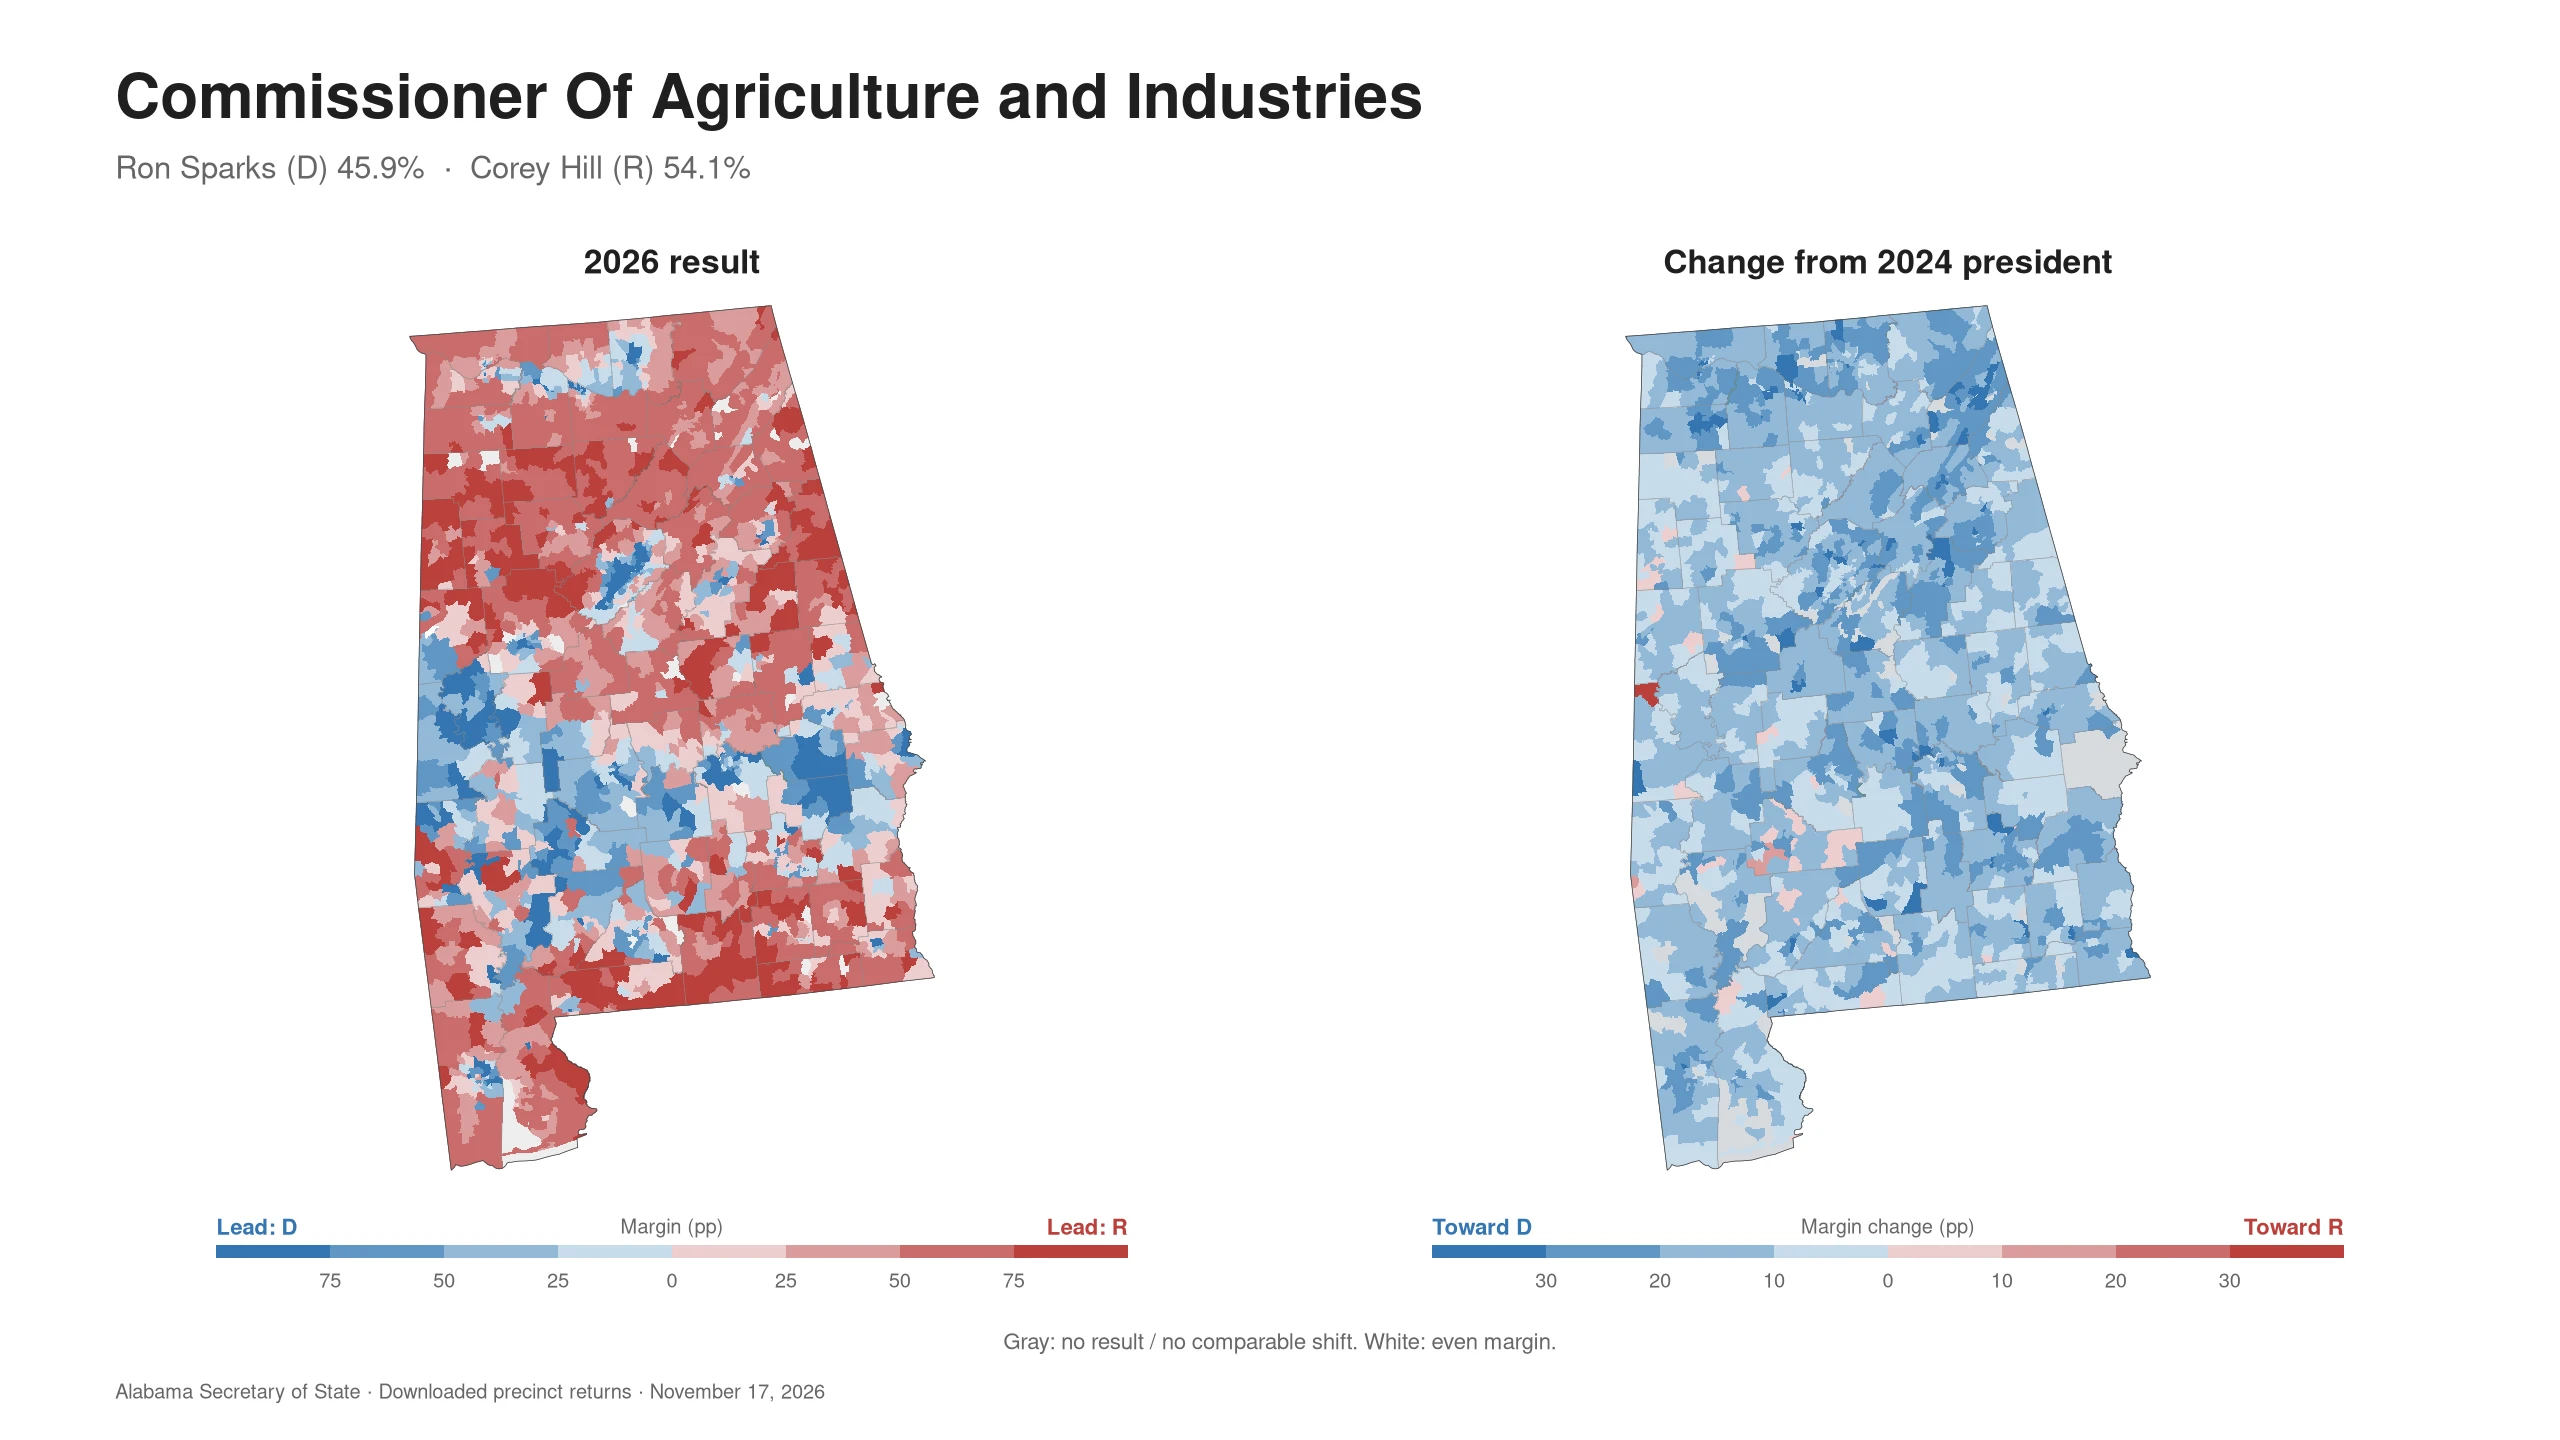 Commissioner Of Agriculture and Industries
Ron Sparks (D) 45.9%  ·  Corey Hill (R) 54.1%
2026 result
Change from 2024 president
Lead: D
Margin (pp)
Lead: R
75 50 25 0 25 50 75
Toward D
Margin change (pp)
Toward R
30 20 10 0 10 20 30
Gray: no result / no comparable shift. White: even margin.
Alabama Secretary of State · Downloaded precinct returns · November 17, 2026